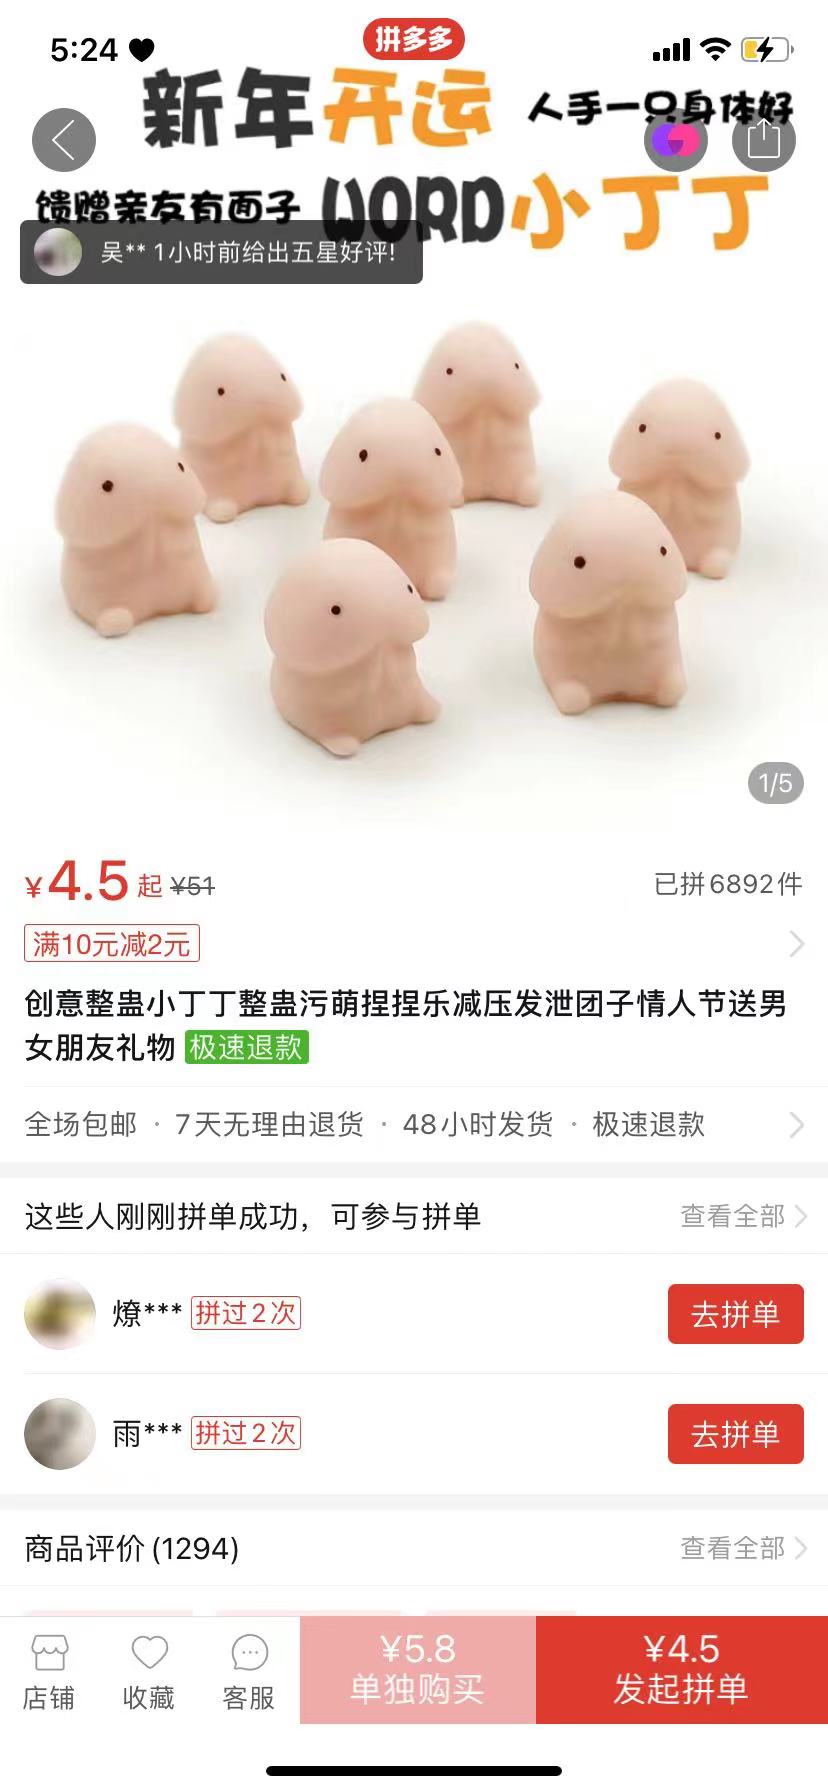 5:24
拼多多
新年开运 人手一只身体好
馈赠亲友有面子 WORD小丁丁
吴** 1小时前给出五星好评!
1/5
¥4.5起 ¥51 已拼6892件
满10元减2元
创意整蛊小丁丁整蛊污萌捏捏乐减压发泄团子情人节送男
女朋友礼物 极速退款
全场包邮 · 7天无理由退货 · 48小时发货 · 极速退款
这些人刚刚拼单成功，可参与拼单 查看全部
燎*** 拼过2次 去拼单
雨*** 拼过2次 去拼单
商品评价(1294) 查看全部
¥5.8 ¥4.5
店铺 收藏 客服 单独购买 发起拼单